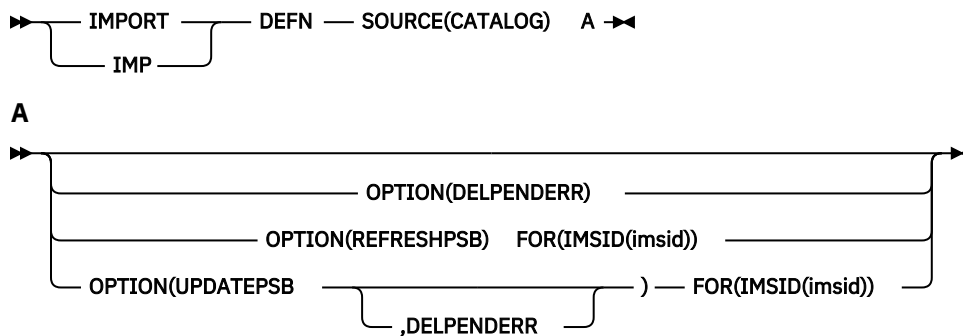 IMPORT DEFN SOURCE(CATALOG) A
IMP
A
OPTION(DELPENDERR)
OPTION(REFRESHPSB) FOR(IMSID(imsid))
OPTION(UPDATEPSB ) FOR(IMSID(imsid))
,DELPENDERR